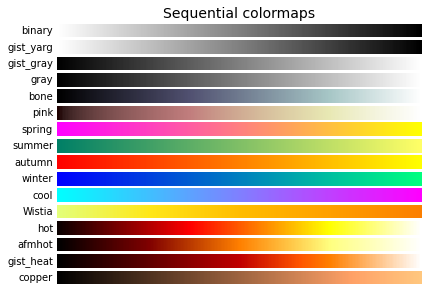 Sequential colormaps
binary
gist_yarg
gist_gray
gray
bone
pink
spring
summer
autumn
winter
cool
Wistia
hot
afmhot
gist_heat
copper